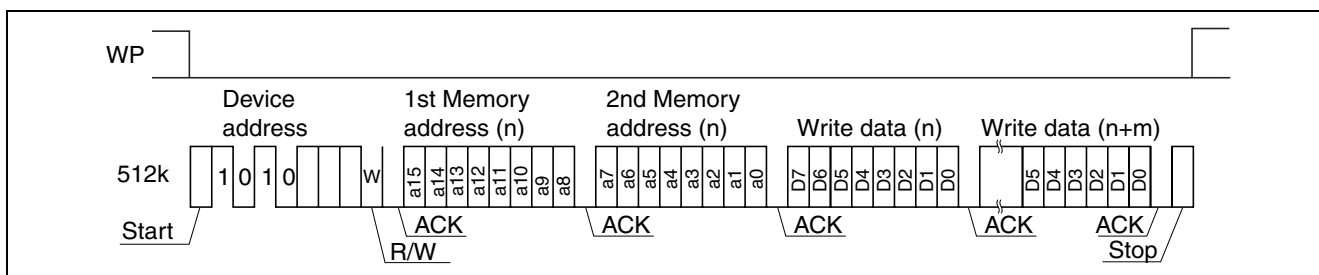 WP
Device address
1st Memory address (n)
2nd Memory address (n)
Write data (n)
Write data (n+m)
512k
1 0 1 0
W
a15 a14 a13 a12 a11 a10 a9 a8
a7 a6 a5 a4 a3 a2 a1 a0
D7 D6 D5 D4 D3 D2 D1 D0
D5 D4 D3 D2 D1 D0
Start
R/W
ACK
ACK
ACK
ACK
ACK
Stop